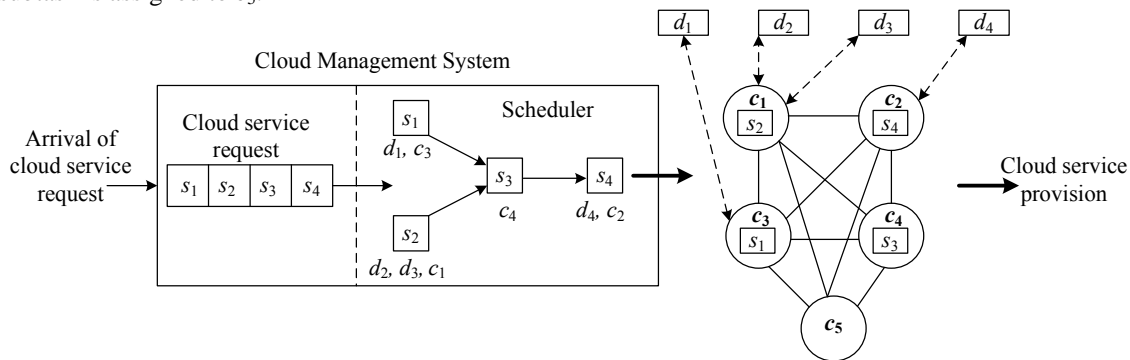 d1
d2
d3
d4
Cloud Management System
Arrival of
cloud service
request
Cloud service
request
s1 s2 s3 s4
Scheduler
s1
d1, c3
s2
d2, d3, c1
s3
c4
s4
d4, c2
c1
s2
c2
s4
c3
s1
c4
s3
c5
Cloud service
provision